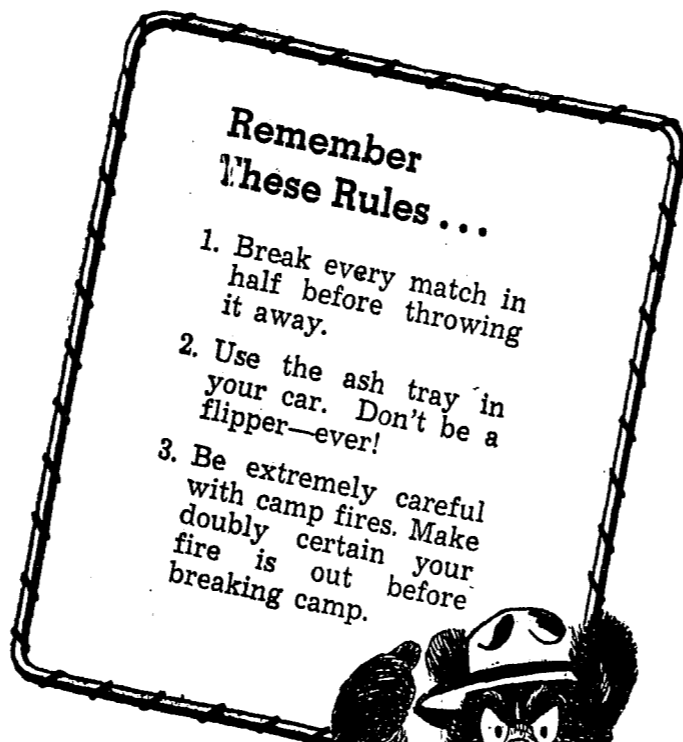 Remember
These Rules...
1. Break every match in
half before throwing
it away.
2. Use the ash tray in
your car. Don't be a
flipper—ever!
3. Be extremely careful
with camp fires. Make
doubly certain your
fire is out before
breaking camp.